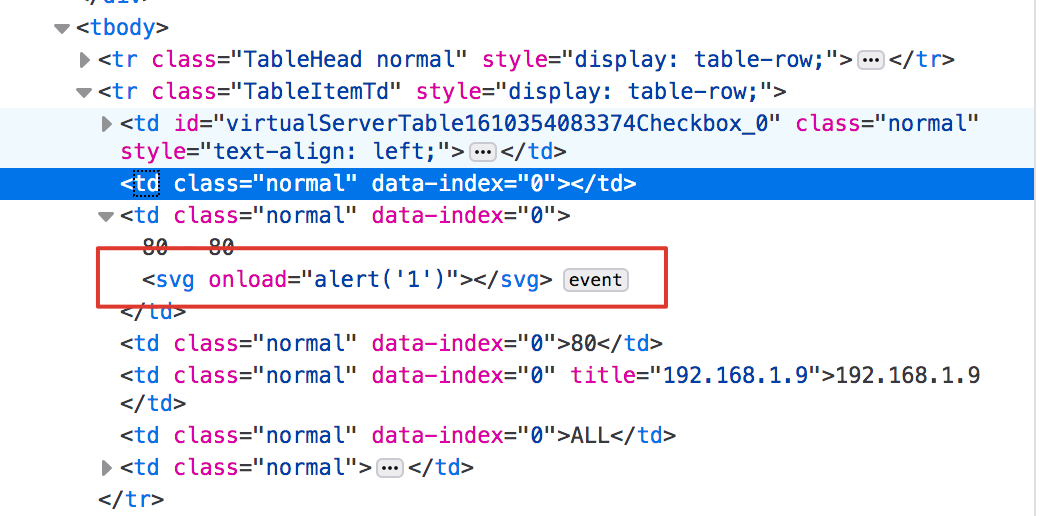 </div>
<tbody>
<tr class="TableHead normal" style="display: table-row;">···</tr>
<tr class="TableItemTd" style="display: table-row;">
<td id="virtualServerTable1610354083374Checkbox_0" class="normal"
style="text-align: left;">···</td>
<td class="normal" data-index="0"></td>
<td class="normal" data-index="0">
80 80
<svg onload="alert('1')"></svg> event
</td>
<td class="normal" data-index="0">80</td>
<td class="normal" data-index="0" title="192.168.1.9">192.168.1.9
</td>
<td class="normal" data-index="0">ALL</td>
<td class="normal">···</td>
</tr>